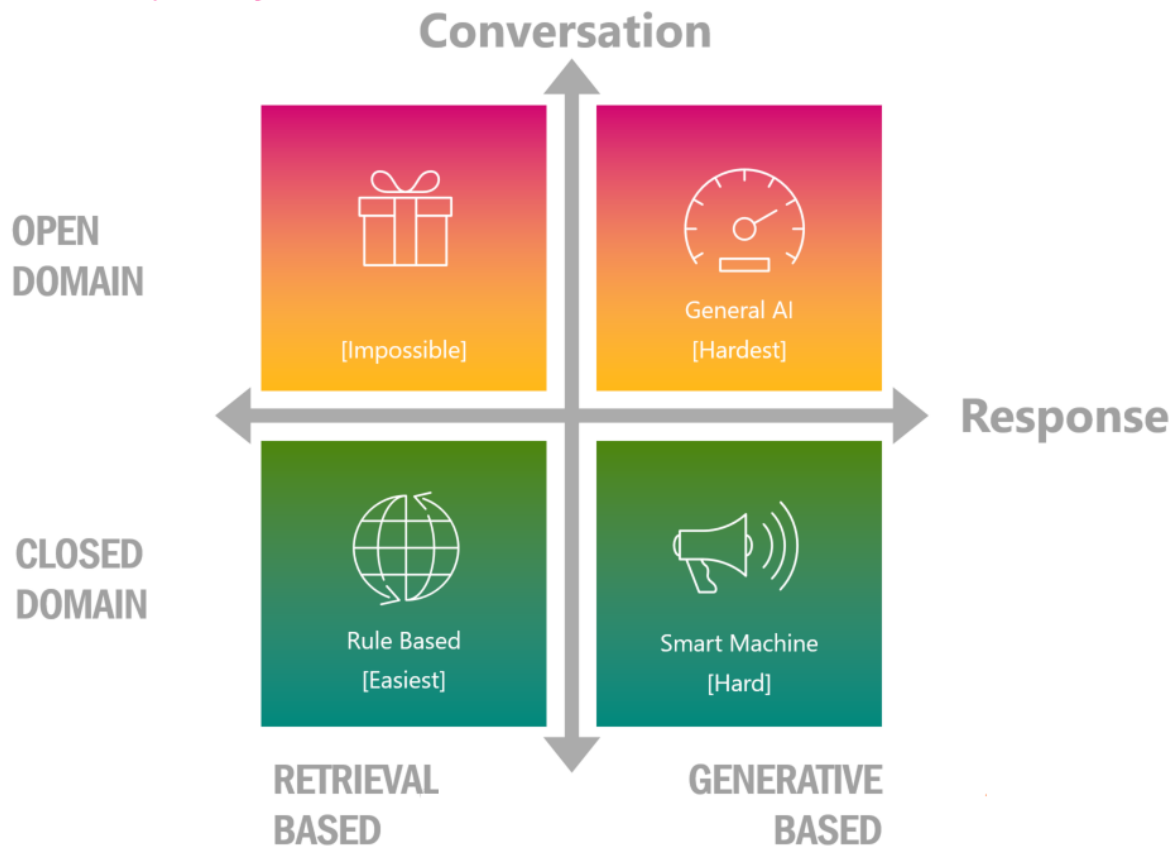 Conversation
OPEN
DOMAIN
[Impossible]
General AI
[Hardest]
Response
CLOSED
DOMAIN
Rule Based
[Easiest]
Smart Machine
[Hard]
RETRIEVAL
BASED
GENERATIVE
BASED